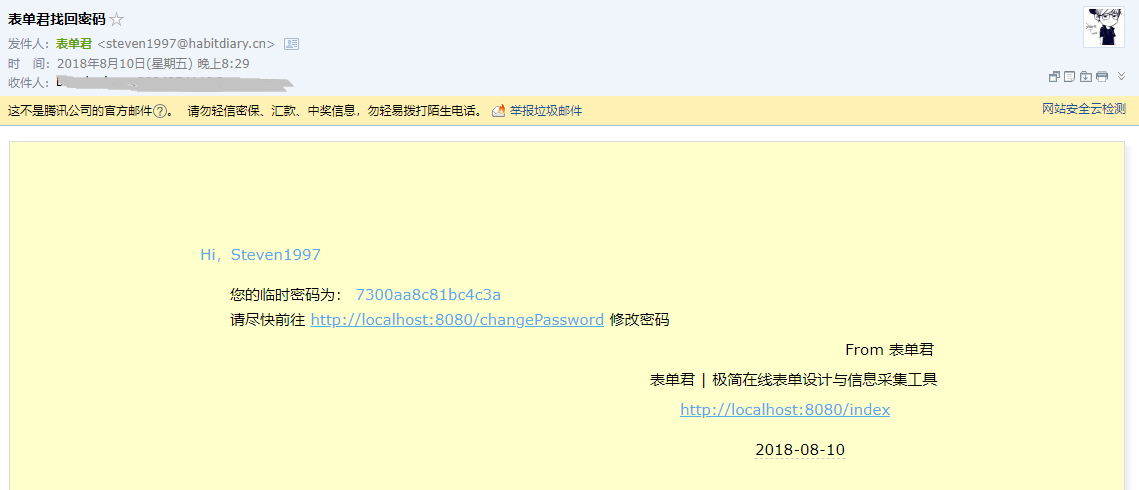 表单君找回密码☆
发件人：表单君 <steven1997@habitdiary.cn>
时　间：2018年8月10日(星期五) 晚上8:29
收件人：
这不是腾讯公司的官方邮件?。 请勿轻信密保、汇款、中奖信息，勿轻易拨打陌生电话。 举报垃圾邮件 网站安全云检测
Hi，Steven1997
您的临时密码为： 7300aa8c81bc4c3a
请尽快前往 http://localhost:8080/changePassword 修改密码
From 表单君
表单君 | 极简在线表单设计与信息采集工具
http://localhost:8080/index
2018-08-10